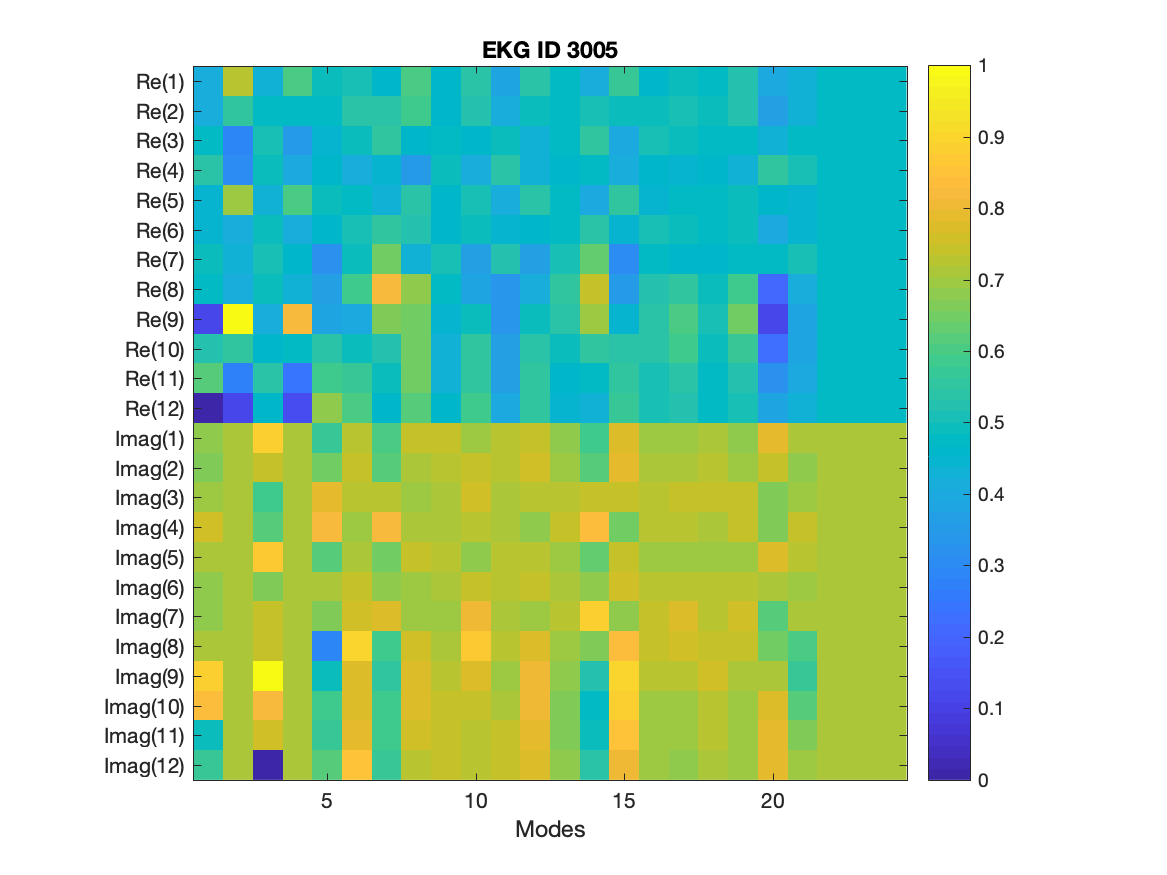 EKG ID 3005
Re(1)
Re(2)
Re(3)
Re(4)
Re(5)
Re(6)
Re(7)
Re(8)
Re(9)
Re(10)
Re(11)
Re(12)
Imag(1)
Imag(2)
Imag(3)
Imag(4)
Imag(5)
Imag(6)
Imag(7)
Imag(8)
Imag(9)
Imag(10)
Imag(11)
Imag(12)
5 10 15 20
Modes
1
0.9
0.8
0.7
0.6
0.5
0.4
0.3
0.2
0.1
0